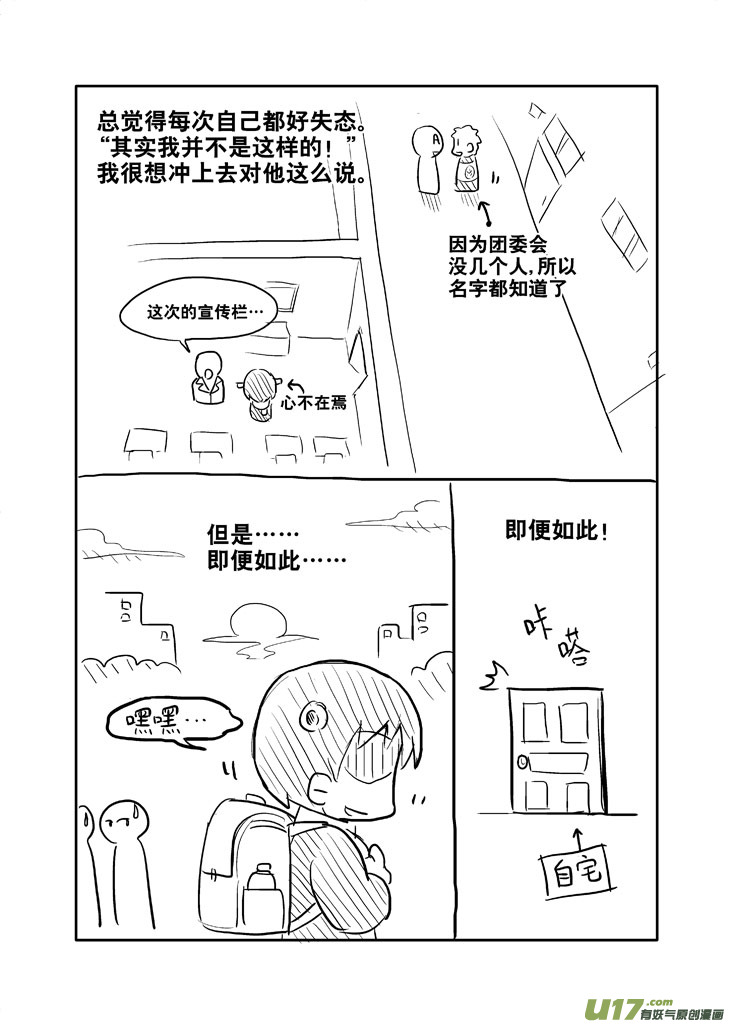 总觉得每次自己都好失态。
“其实我并不是这样的！”
我很想冲上去对他这么说。
A
因为团委会
没几个人,所以
名字都知道了
这次的宣传栏…
心不在焉
但是……
即便如此……
嘿嘿…
即便如此！
咔
嗒
自宅
U17.com
有妖气原创漫画